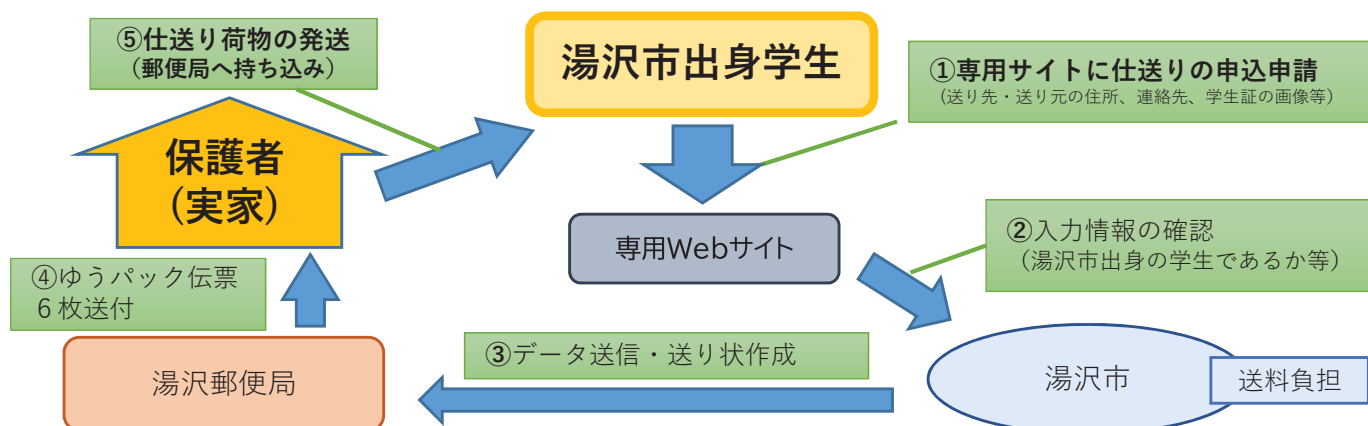 ⑤仕送り荷物の発送
（郵便局へ持ち込み）
湯沢市出身学生
①専用サイトに仕送りの申込申請
（送り先・送り元の住所、連絡先、学生証の画像等）
保護者
(実家)
専用Webサイト
②入力情報の確認
（湯沢市出身の学生であるか等）
④ゆうパック伝票
６枚送付
③データ送信・送り状作成
湯沢郵便局
湯沢市
送料負担